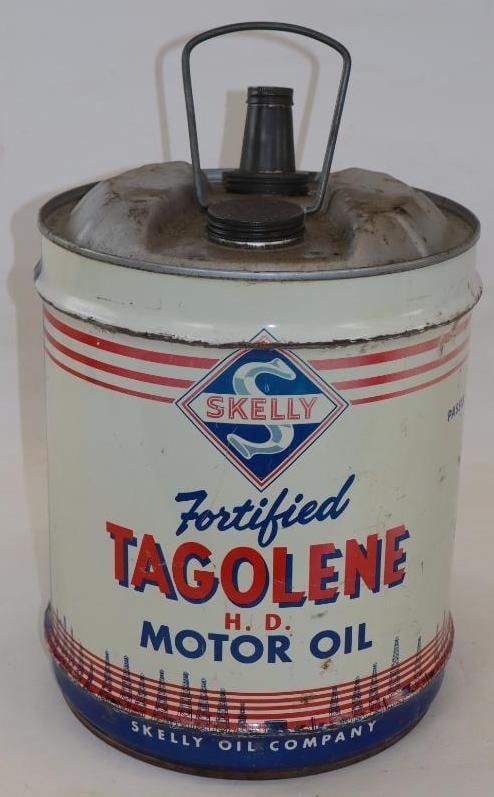 SKELLY
Fortified
TAGOLENE
H. D.
MOTOR OIL
SKELLY OIL COMPANY